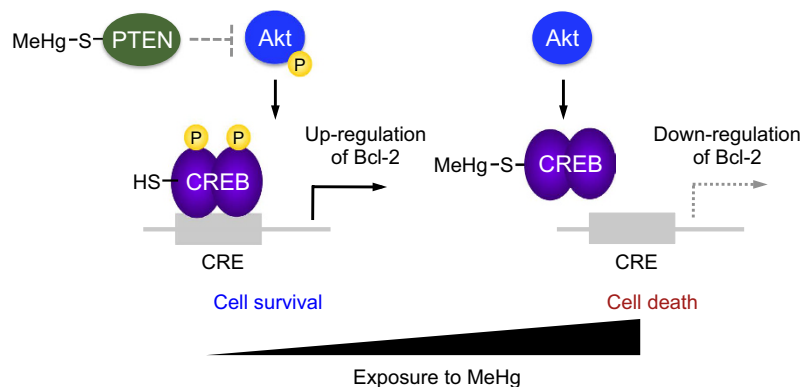 MeHg-S-PTEN
Akt
P
Akt
P P
HS-CREB
Up-regulation
of Bcl-2
MeHg-S-CREB
Down-regulation
of Bcl-2
CRE
CRE
Cell survival
Cell death
Exposure to MeHg